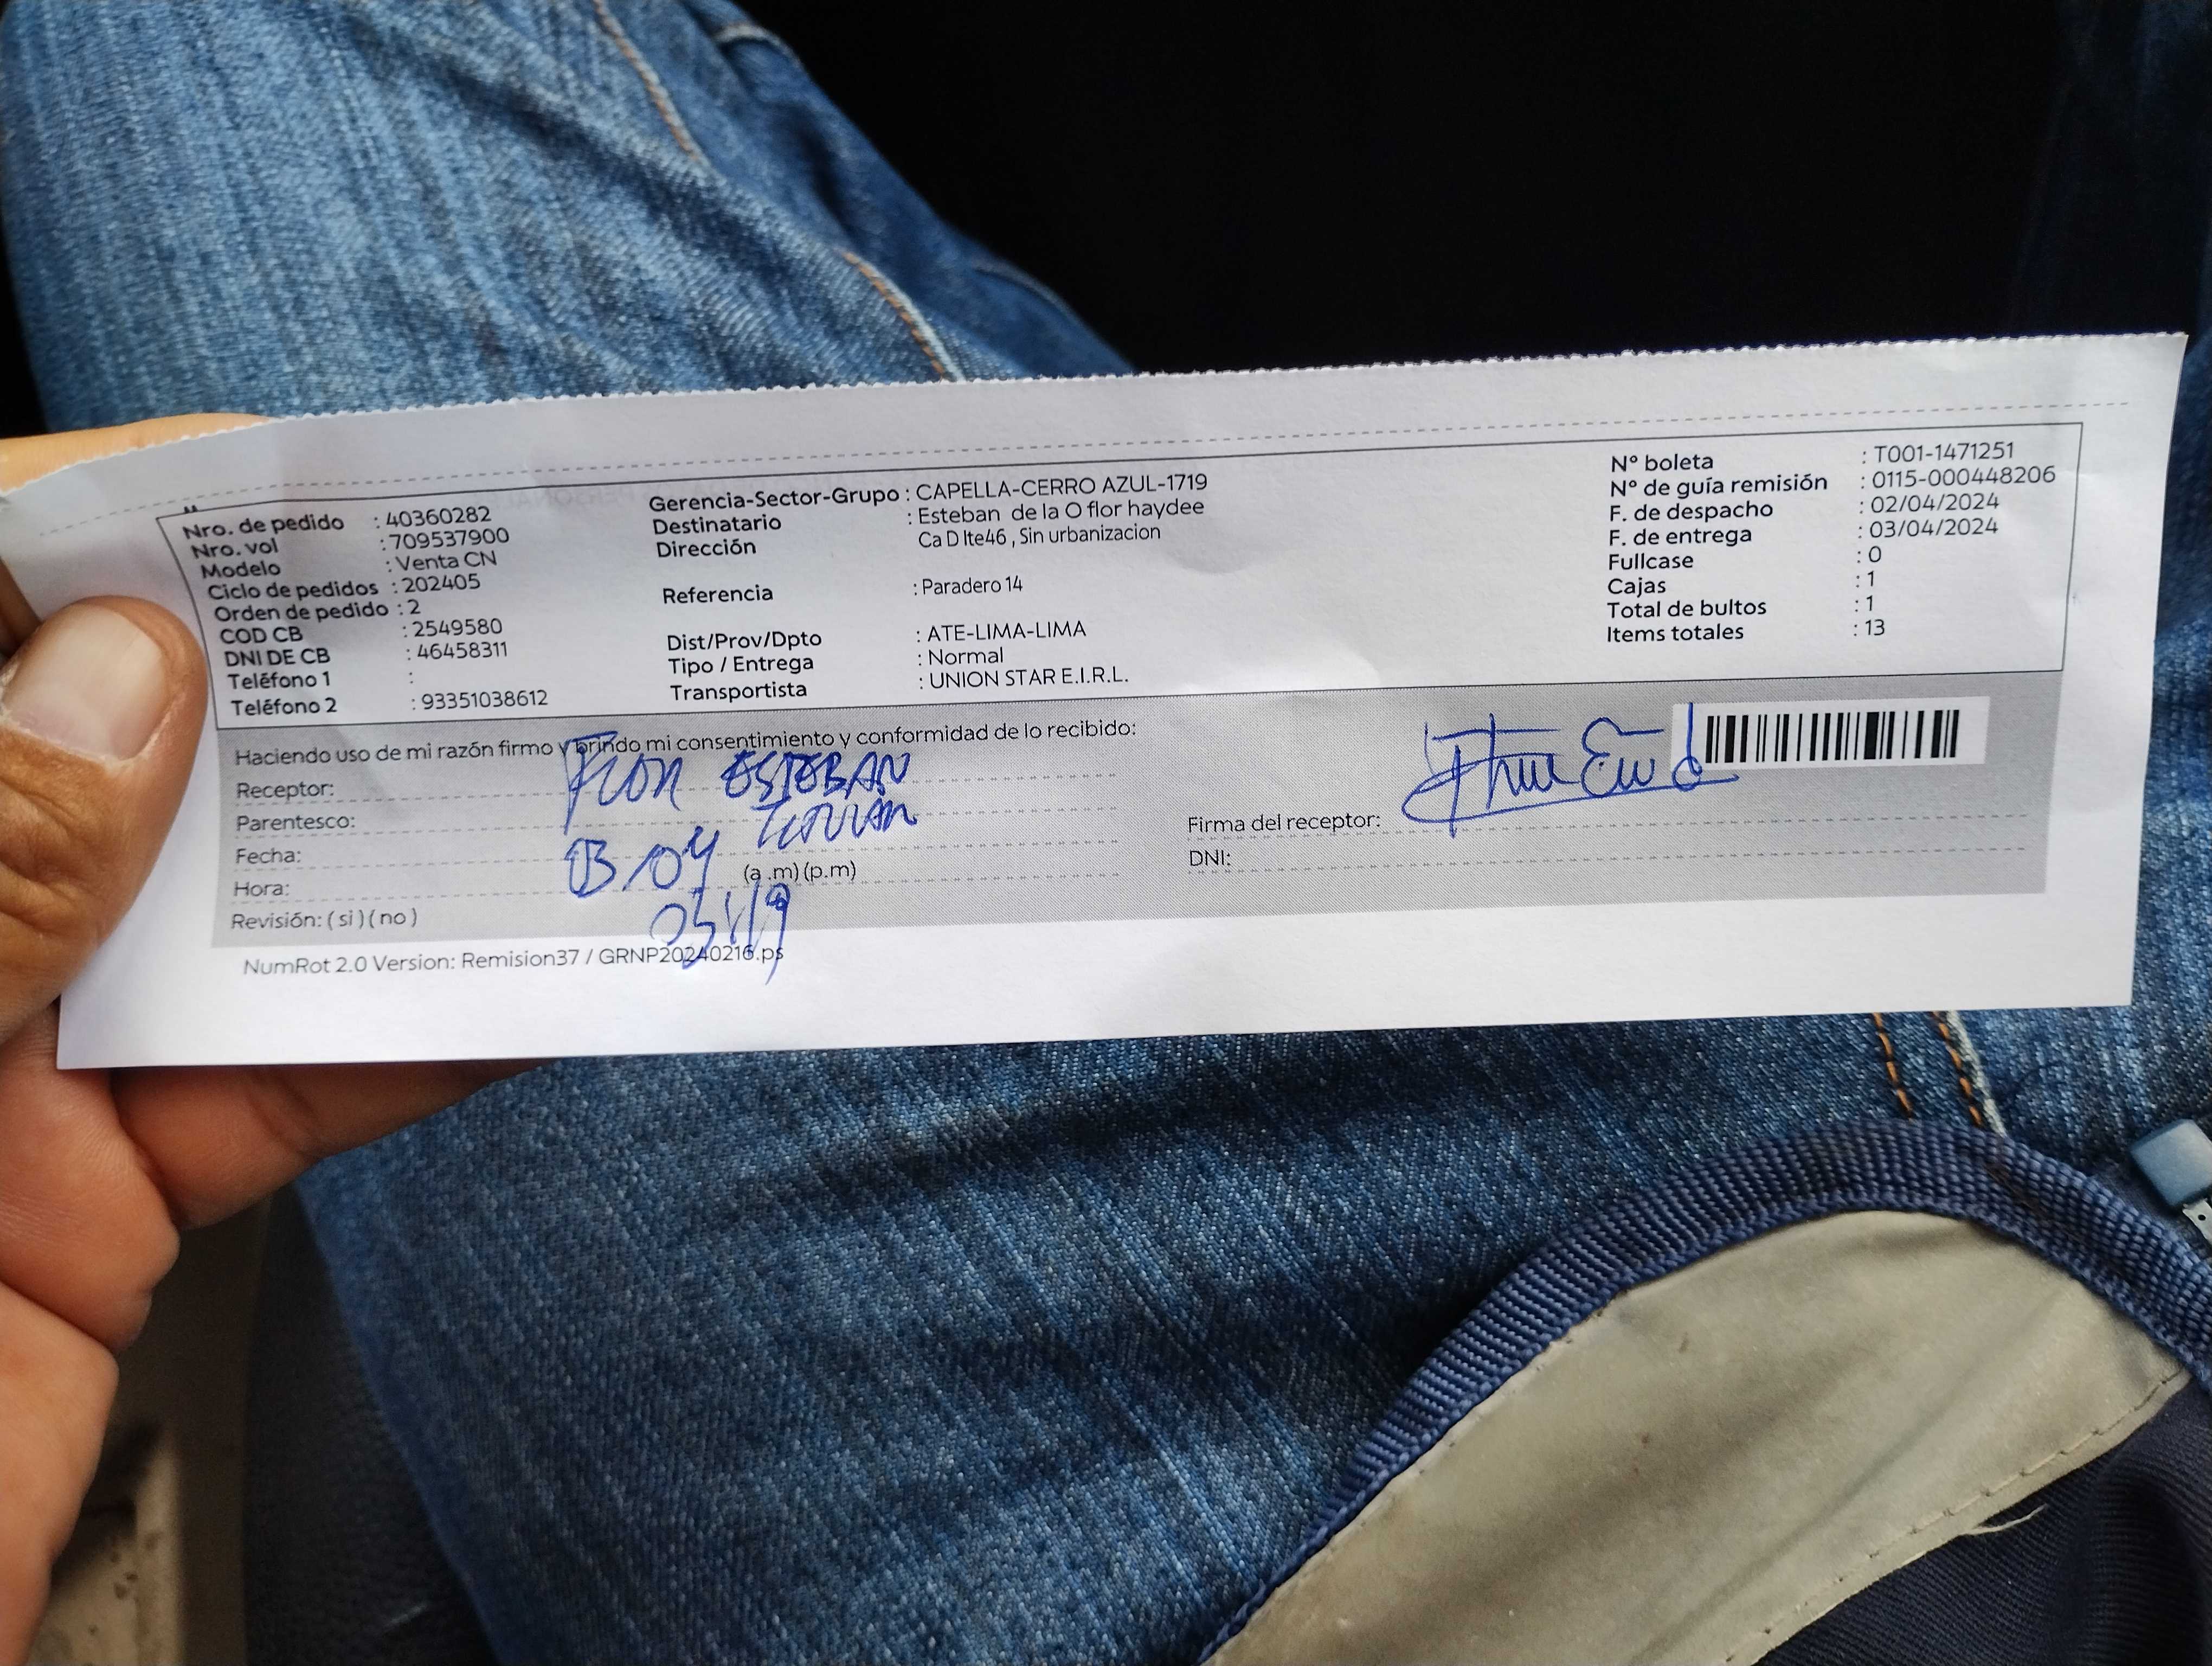 Nro. de pedido : 40360282
Nro. vol : 709537900
Modelo : Venta CN
Ciclo de pedidos : 202405
Orden de pedido : 2
COD CB : 2549580
DNI DE CB : 46458311
Teléfono 1 :
Teléfono 2 : 93351038612
Gerencia-Sector-Grupo : CAPELLA-CERRO AZUL-1719
Destinatario : Esteban de la O flor haydee
Dirección Ca D lte46 , Sin urbanizacion
Referencia : Paradero 14
Dist/Prov/Dpto : ATE-LIMA-LIMA
Tipo / Entrega : Normal
Transportista : UNION STAR E.I.R.L.
N° boleta : T001-1471251
N° de guía remisión : 0115-000448206
F. de despacho : 02/04/2024
F. de entrega : 03/04/2024
Fullcase : 0
Cajas : 1
Total de bultos : 1
Items totales : 13
Haciendo uso de mi razón firmo y brindo mi consentimiento y conformidad de lo recibido:
Receptor: FLOR ESTEBAN
Parentesco:
Fecha:
Hora: (a .m) (p.m)
Revisión: ( si ) ( no )
Firma del receptor:
DNI:
NumRot 2.0 Version: Remision37 / GRNP20240216.ps